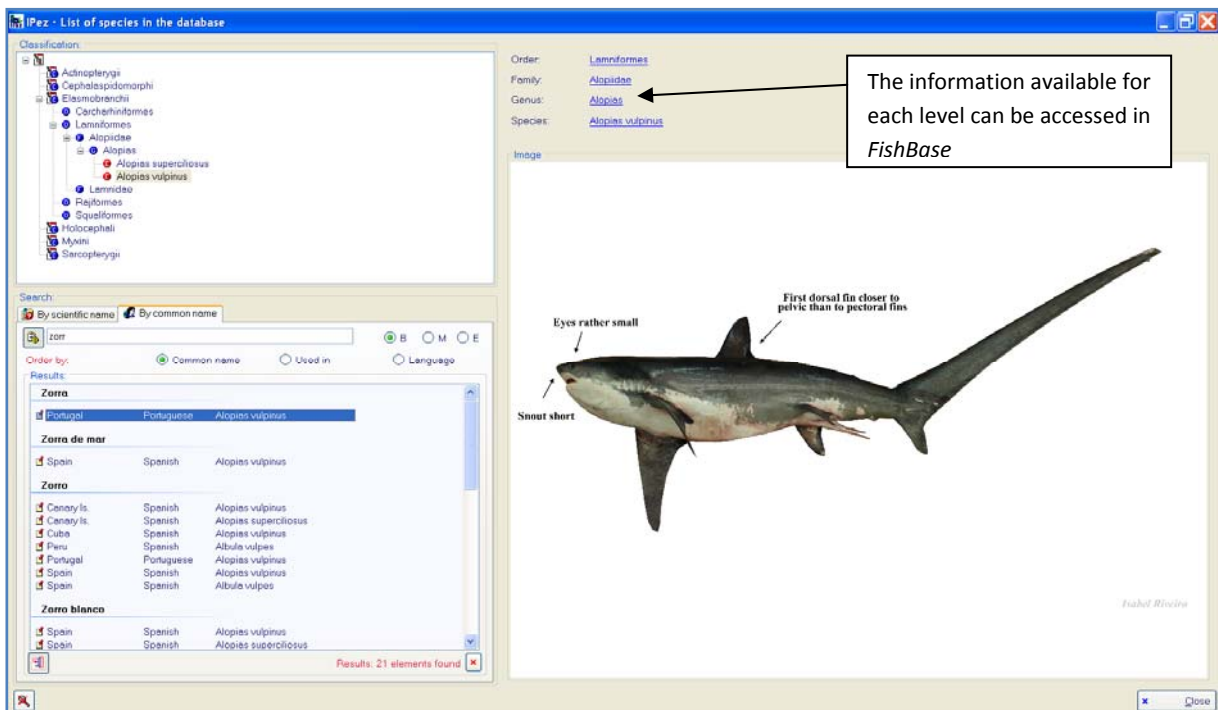 IPez - List of species in the database
Classification:
Actinopterygii
Cephalaspidomorphi
Elasmobranchii
Carcharhiniformes
Lamniformes
Alopiidae
Alopias
Alopias superciliosus
Alopias vulpinus
Lamnidae
Rajiformes
Squaliformes
Holocephali
Myxini
Sarcopterygii
Search:
By scientific name By common name
zorr B M E
Order by: Common name Used in Language
Results:
Zorra
Portugal Portuguese Alopias vulpinus
Zorra de mar
Spain Spanish Alopias vulpinus
Zorro
Canary Is. Spanish Alopias vulpinus
Canary Is. Spanish Alopias superciliosus
Cuba Spanish Alopias vulpinus
Peru Spanish Albula vulpes
Portugal Portuguese Alopias vulpinus
Spain Spanish Alopias vulpinus
Spain Spanish Albula vulpes
Zorro blanco
Spain Spanish Alopias vulpinus
Spain Spanish Alopias superciliosus
Results: 21 elements found
Order: Lamniformes
Family: Alopiidae
Genus: Alopias
Species: Alopias vulpinus
The information available for
each level can be accessed in
FishBase
Image
First dorsal fin closer to
pelvic than to pectoral fins
Eyes rather small
Snout short
Isabel Riveiro
Close